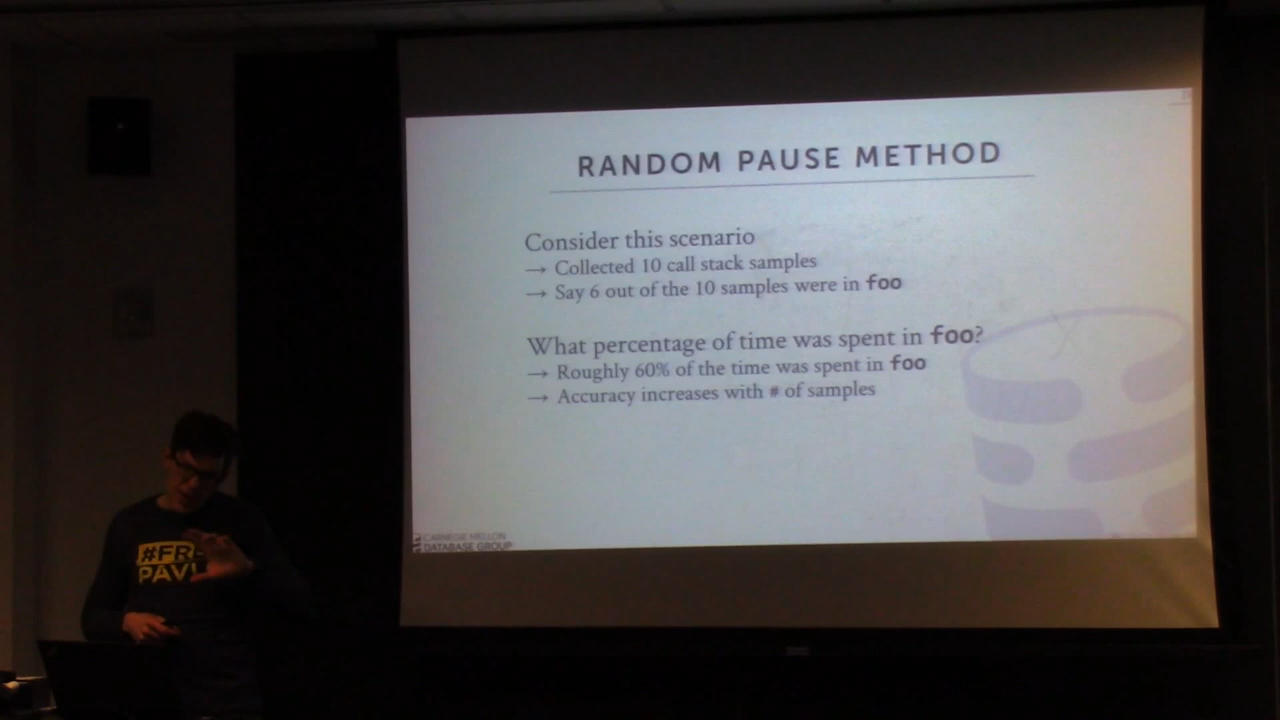 RANDOM PAUSE METHOD
Consider this scenario
→ Collected 10 call stack samples
→ Say 6 out of the 10 samples were in foo
What percentage of time was spent in foo?
→ Roughly 60% of the time was spent in foo
→ Accuracy increases with # of samples
CARNEGIE MELLON
DATABASE GROUP
#FRE
PAVL